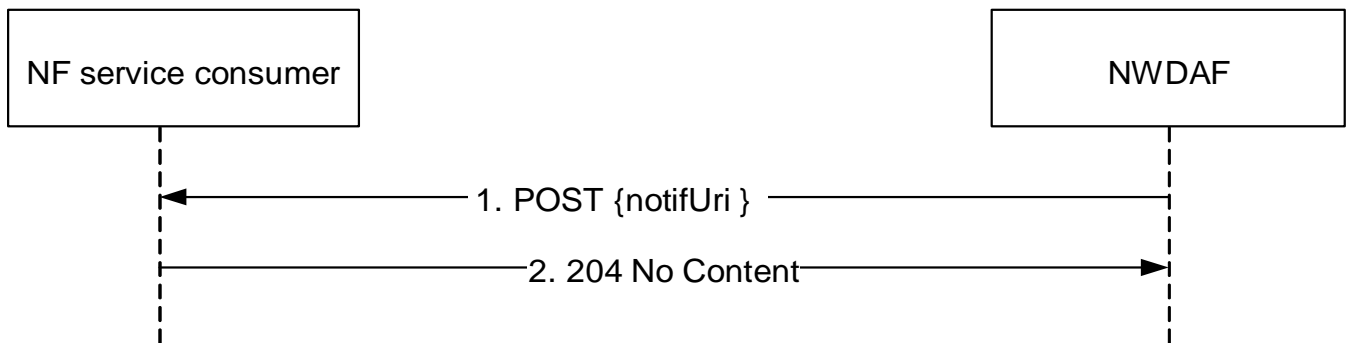 NF service consumer
NWDAF
1. POST {notifUri }
2. 204 No Content